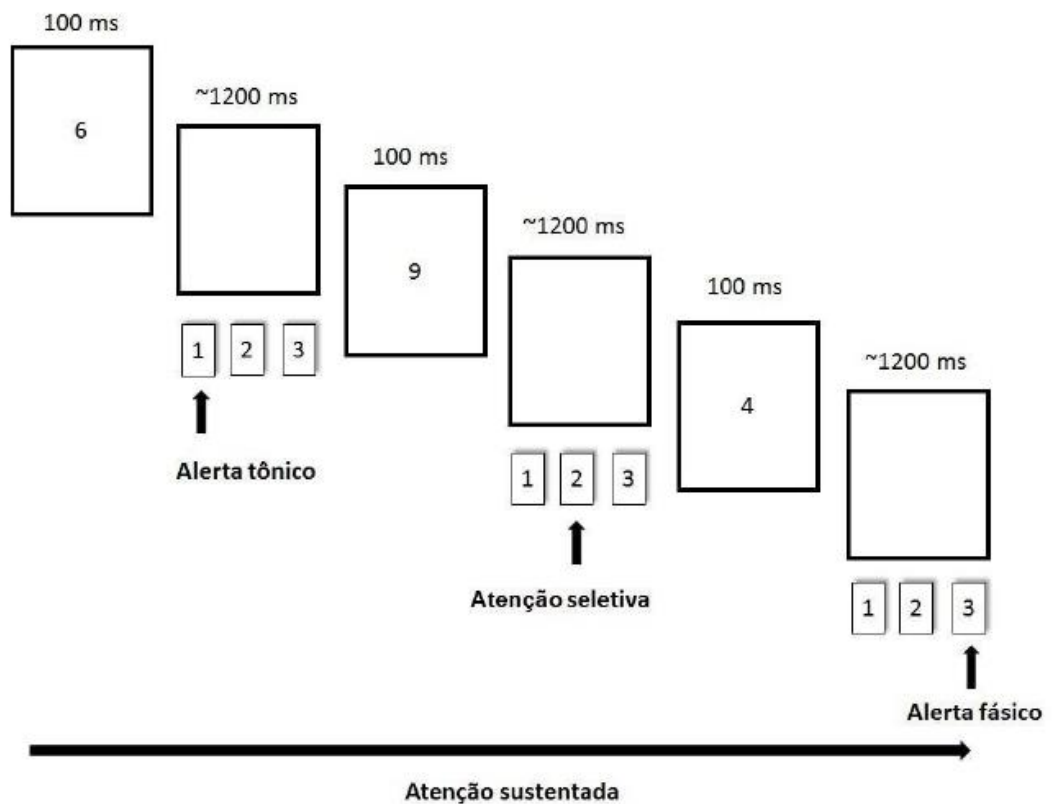 100 ms
6
~1200 ms
1 2 3
Alerta tônico
100 ms
9
~1200 ms
1 2 3
Atenção seletiva
100 ms
4
~1200 ms
1 2 3
Alerta fásico
Atenção sustentada